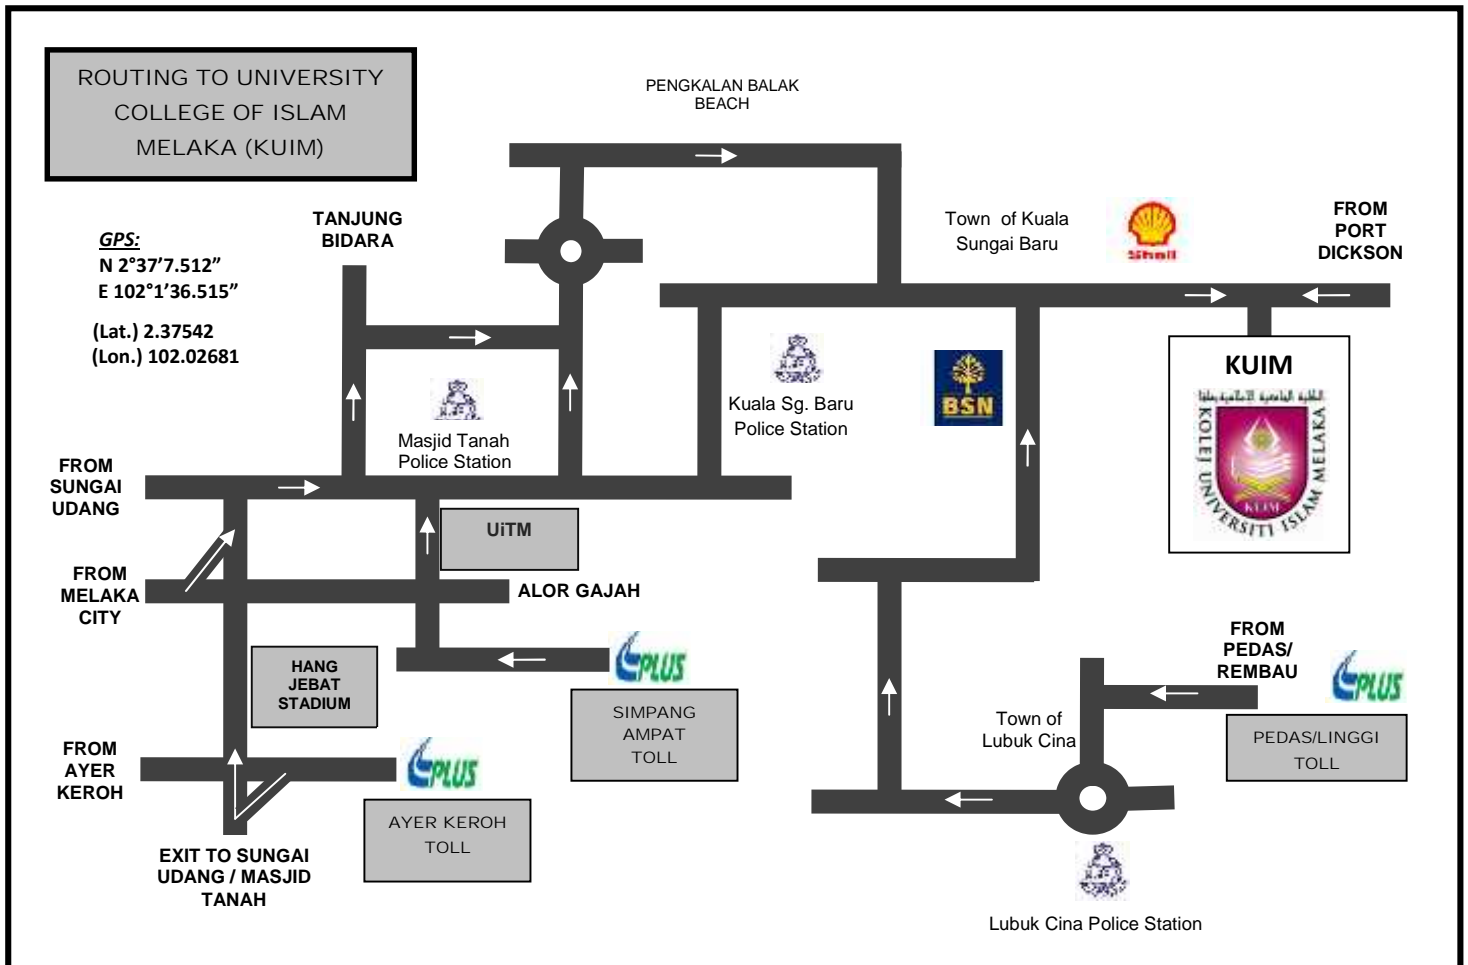 ROUTING TO UNIVERSITY
COLLEGE OF ISLAM
MELAKA (KUIM)
PENGKALAN BALAK
BEACH
GPS:
N 2°37’7.512”
E 102°1’36.515”
(Lat.) 2.37542
(Lon.) 102.02681
TANJUNG
BIDARA
Town of Kuala
Sungai Baru
Shell
FROM
PORT
DICKSON
Masjid Tanah
Police Station
Kuala Sg. Baru
Police Station
BSN
KUIM
KOLEJ UNIVERSITI ISLAM MELAKA
KUIM
FROM
SUNGAI
UDANG
UiTM
FROM
MELAKA
CITY
ALOR GAJAH
HANG
JEBAT
STADIUM
PLUS
SIMPANG
AMPAT
TOLL
FROM
PEDAS/
REMBAU
PLUS
PEDAS/LINGGI
TOLL
Town of
Lubuk Cina
FROM
AYER
KEROH
PLUS
AYER KEROH
TOLL
EXIT TO SUNGAI
UDANG / MASJID
TANAH
Lubuk Cina Police Station